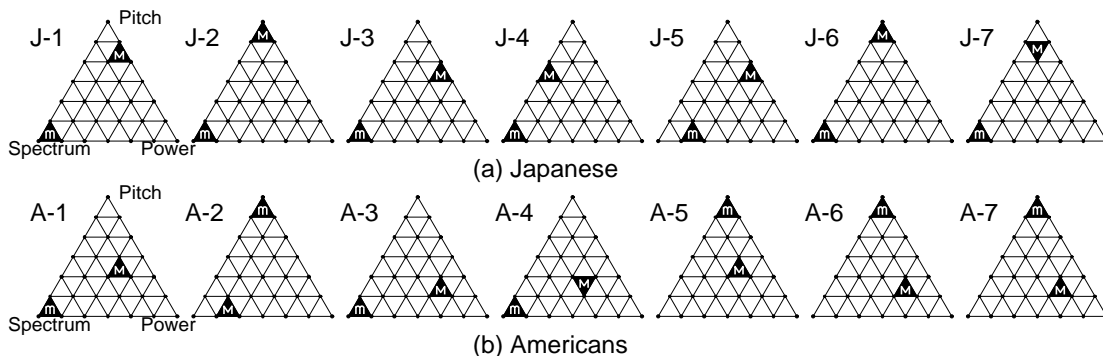 Pitch
J-1 J-2 J-3 J-4 J-5 J-6 J-7
M M M M M M M
m m m m m m m
Spectrum Power
(a) Japanese
Pitch
A-1 A-2 A-3 A-4 A-5 A-6 A-7
m m m m
M M
M M M M
m M m m
Spectrum Power
(b) Americans